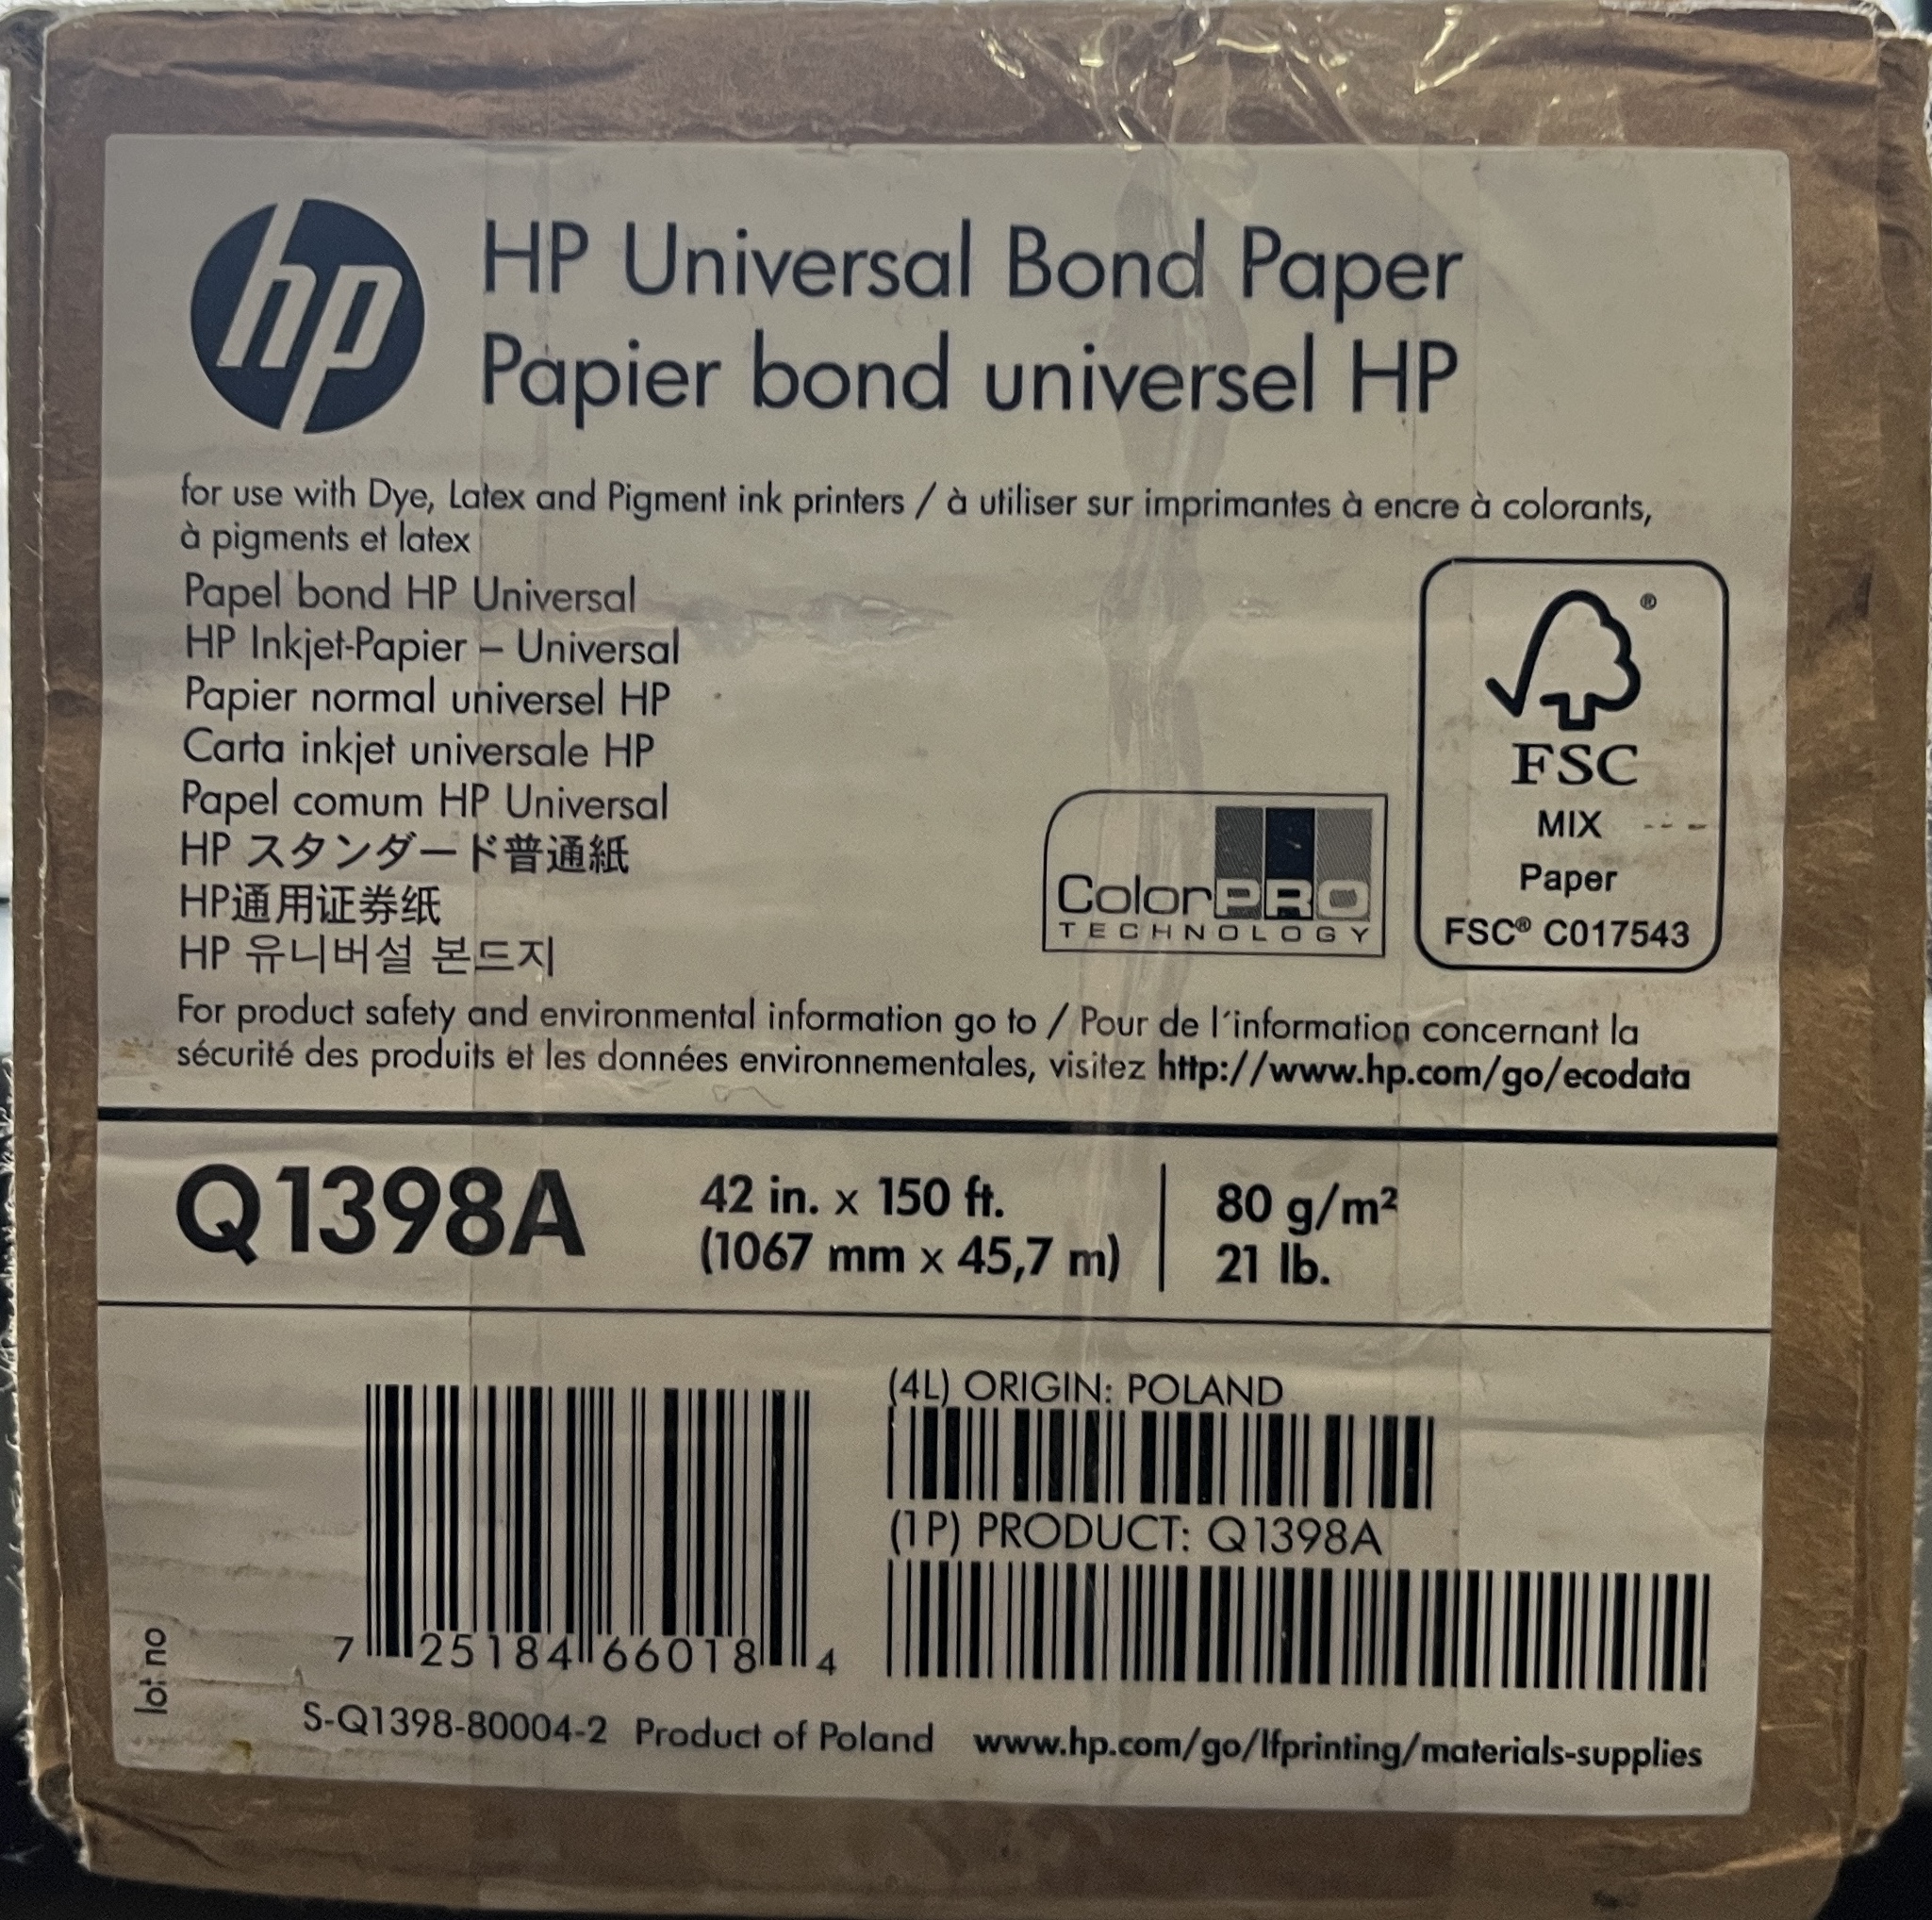 hp
HP Universal Bond Paper
Papier bond universel HP
for use with Dye, Latex and Pigment ink printers / à utiliser sur imprimantes à encre à colorants,
à pigments et latex
Papel bond HP Universal
HP Inkjet-Papier – Universal
Papier normal universel HP
Carta inkjet universale HP
Papel comum HP Universal
HP スタンダード普通紙
HP通用证券纸
HP 유니버설 본드지
ColorPRO
TECHNOLOGY
®
FSC
MIX
Paper
FSC® C017543
For product safety and environmental information go to / Pour de l´information concernant la
sécurité des produits et les données environnementales, visitez http://www.hp.com/go/ecodata
Q1398A
42 in. x 150 ft.
(1067 mm x 45,7 m)
80 g/m²
21 lb.
(4L) ORIGIN: POLAND
(1P) PRODUCT: Q1398A
7 25184 66018 4
lot no
S-Q1398-80004-2 Product of Poland www.hp.com/go/lfprinting/materials-supplies